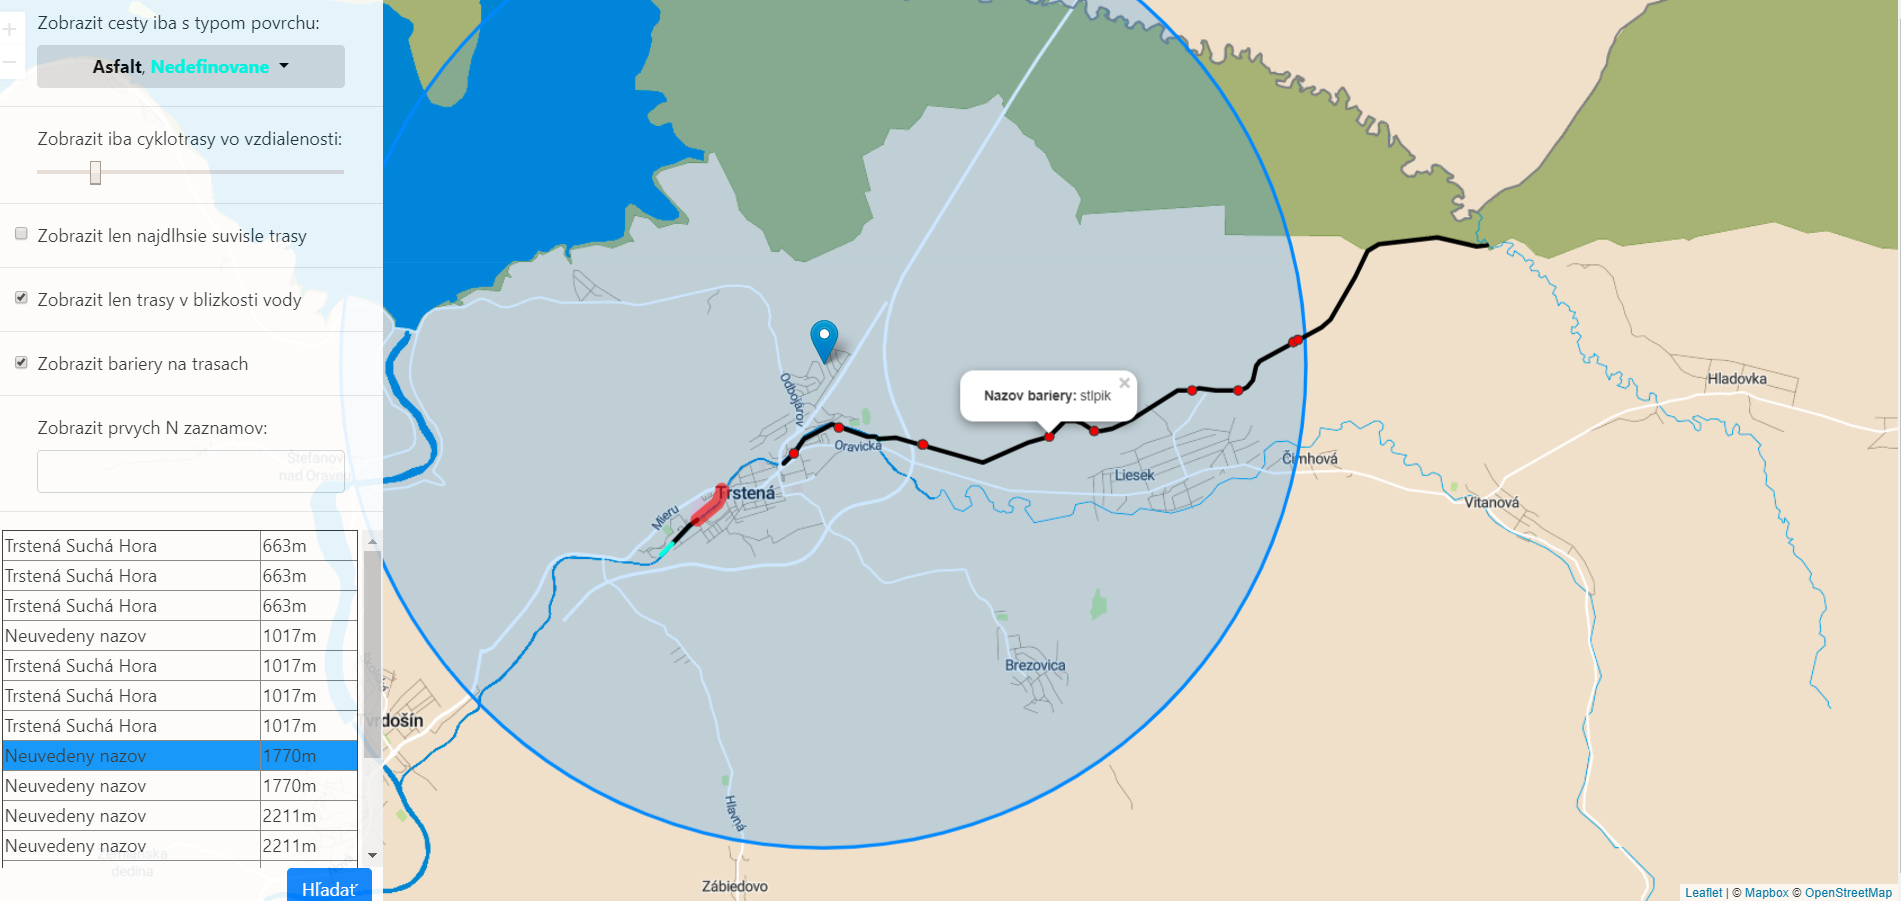 Zobrazit cesty iba s typom povrchu:
Asfalt, Nedefinovane
Zobrazit iba cyklotrasy vo vzdialenosti:
Zobrazit len najdlhsie suvisle trasy
Zobrazit len trasy v blizkosti vody
Zobrazit bariery na trasach
Zobrazit prvych N zaznamov:
Štefanov
nad Oravou
Trstená Suchá Hora 663m
Trstená Suchá Hora 663m
Trstená Suchá Hora 663m
Neuvedeny nazov 1017m
Trstená Suchá Hora 1017m
Trstená Suchá Hora 1017m
Trstená Suchá Hora 1017m
Neuvedeny nazov 1770m
Neuvedeny nazov 1770m
Neuvedeny nazov 2211m
Neuvedeny nazov 2211m
Zemianska
dedina
Hľadať
Nazov bariery: stlpik
×
Odbojárov
Oravická
Mieru
Trstená
Liesek
Čimhová
Hladovka
Vitanová
Brezovica
Tvrdošín
Hlavná
Zábiedovo
Leaflet | © Mapbox © OpenStreetMap